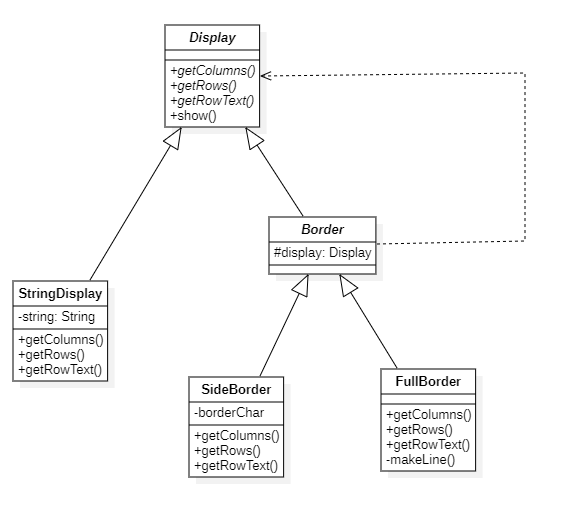 Display
+getColumns()
+getRows()
+getRowText()
+show()
Border
#display: Display
StringDisplay
-string: String
+getColumns()
+getRows()
+getRowText()
SideBorder
-borderChar
+getColumns()
+getRows()
+getRowText()
FullBorder
+getColumns()
+getRows()
+getRowText()
-makeLine()